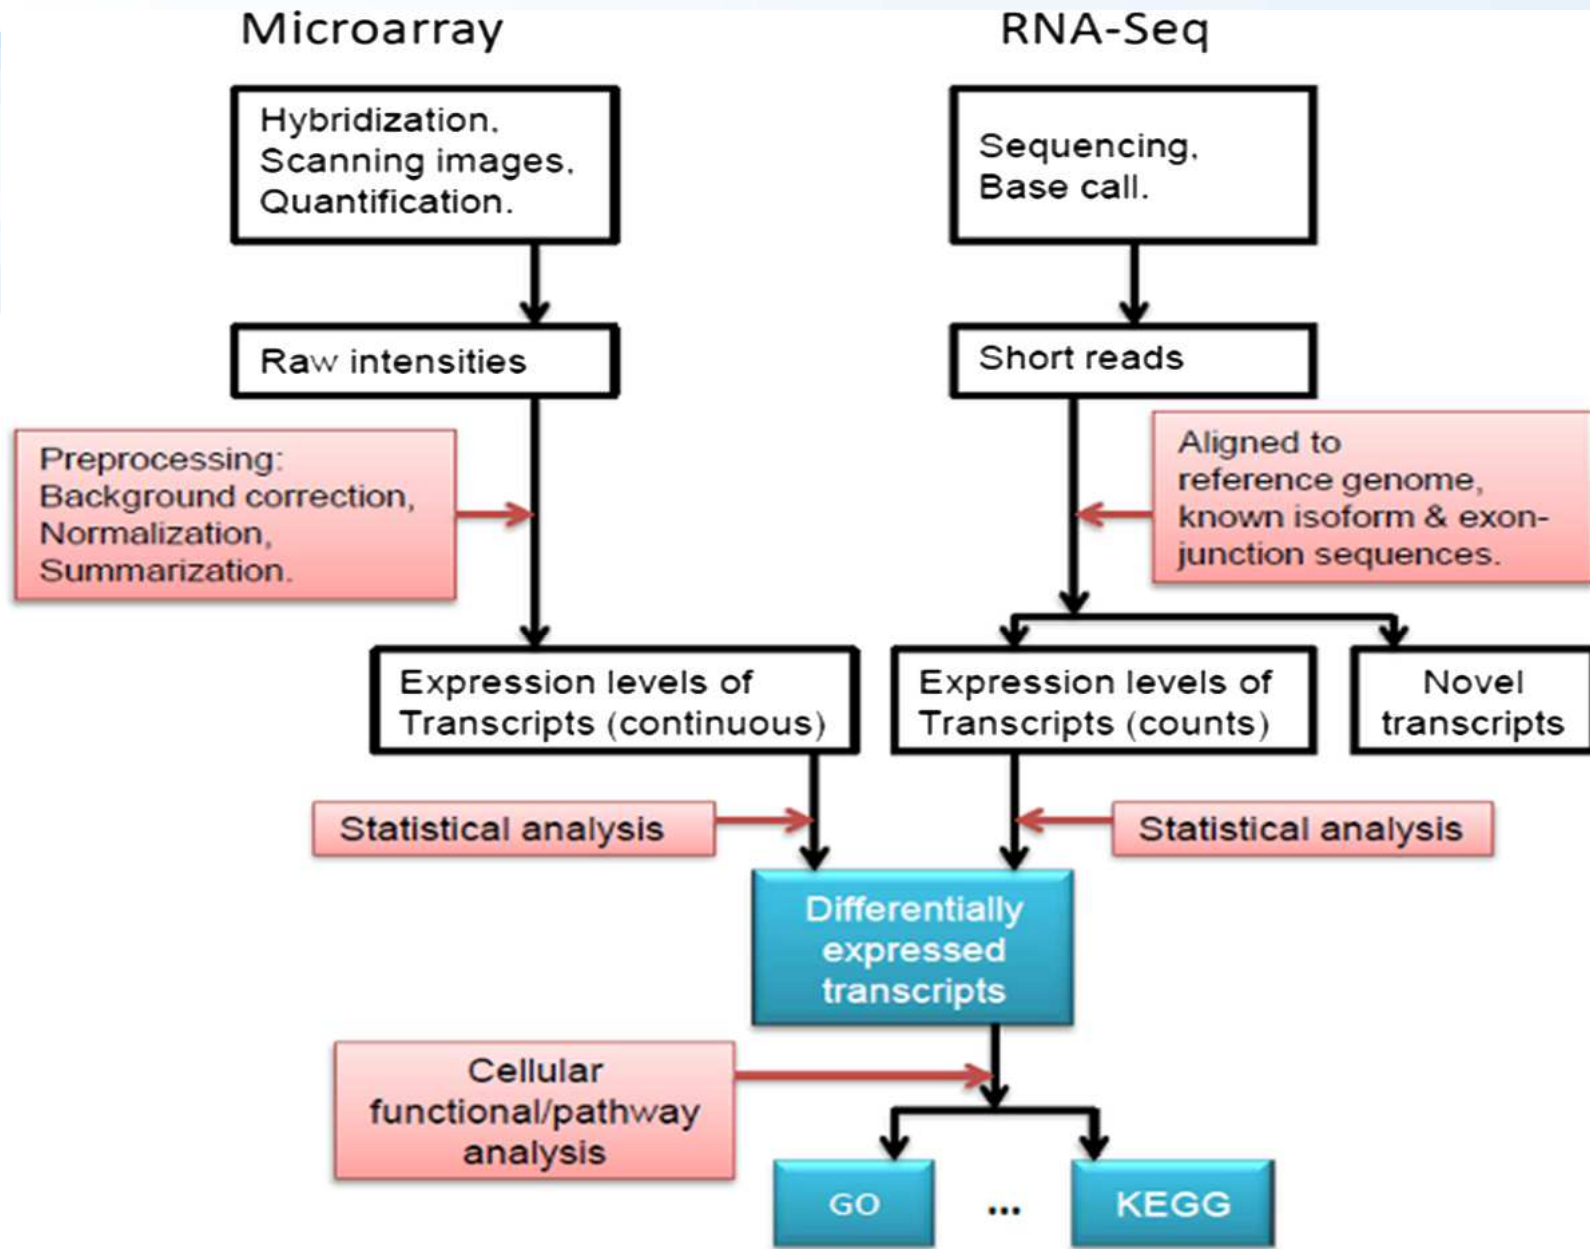 Microarray
RNA-Seq
Hybridization,
Scanning images,
Quantification.
Sequencing,
Base call.
Raw intensities
Short reads
Preprocessing:
Background correction,
Normalization,
Summarization.
Aligned to
reference genome,
known isoform & exon-
junction sequences.
Expression levels of
Transcripts (continuous)
Expression levels of
Transcripts (counts)
Novel
transcripts
Statistical analysis
Statistical analysis
Differentially
expressed
transcripts
Cellular
functional/pathway
analysis
GO
...
KEGG